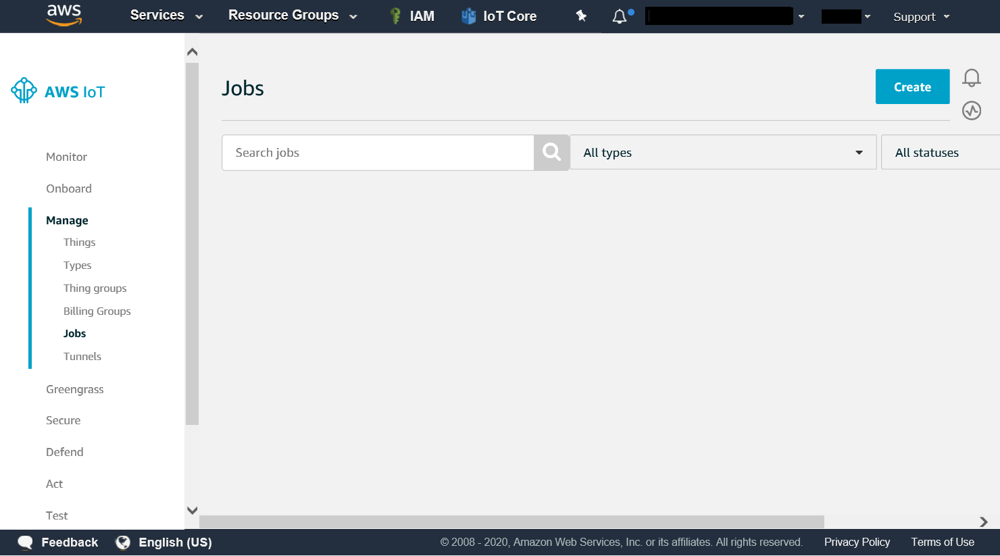 aws Services Resource Groups IAM IoT Core Support
AWS IoT
Monitor
Onboard
Manage
Things
Types
Thing groups
Billing Groups
Jobs
Tunnels
Greengrass
Secure
Defend
Act
Test
Jobs
Create
Search jobs All types All statuses
Feedback English (US) © 2008 - 2020, Amazon Web Services, Inc. or its affiliates. All rights reserved. Privacy Policy Terms of Use